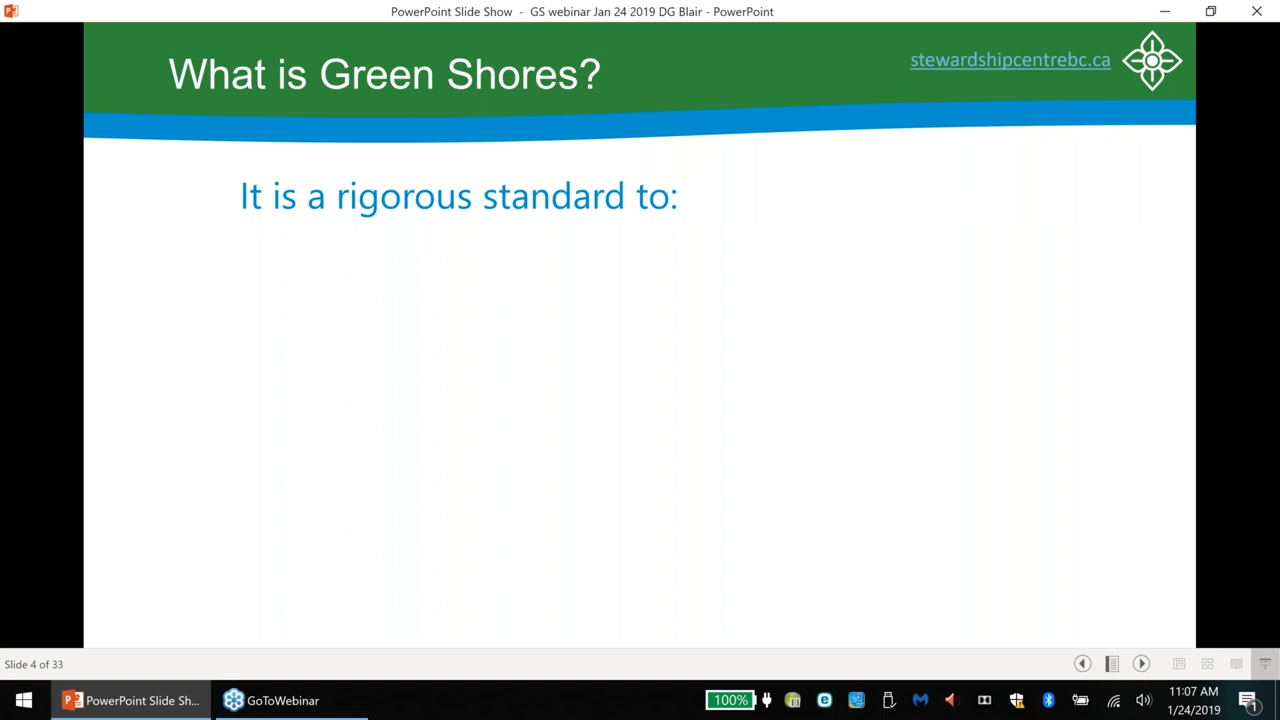 PowerPoint Slide Show - GS webinar Jan 24 2019 DG Blair - PowerPoint
What is Green Shores?
stewardshipcentrebc.ca
It is a rigorous standard to:
Slide 4 of 33
PowerPoint Slide Sh...
GoToWebinar
100%
11:07 AM
1/24/2019
1